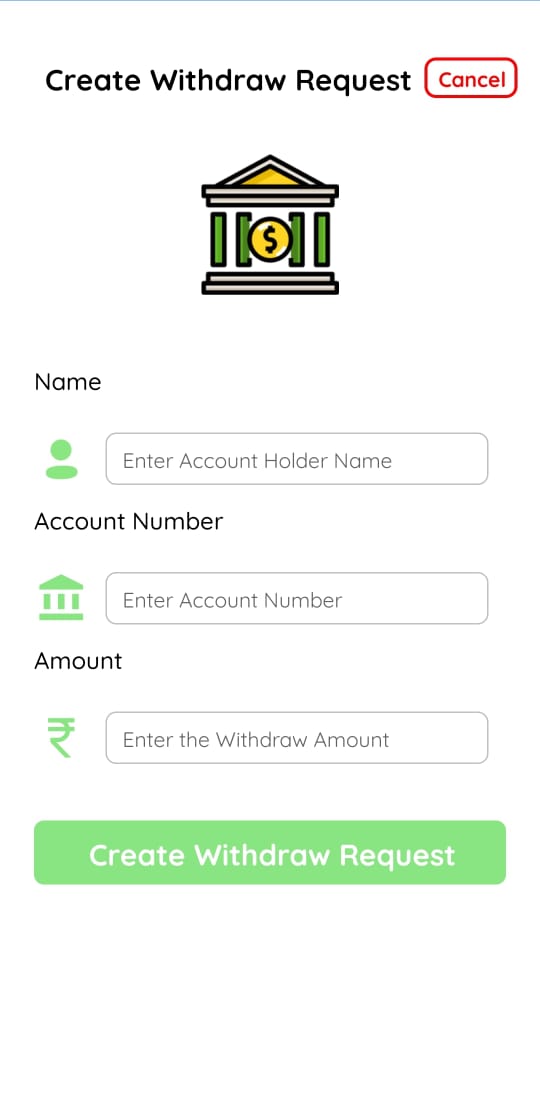 Create Withdraw Request
Cancel
$
Name
Enter Account Holder Name
Account Number
Enter Account Number
Amount
₹
Enter the Withdraw Amount
Create Withdraw Request